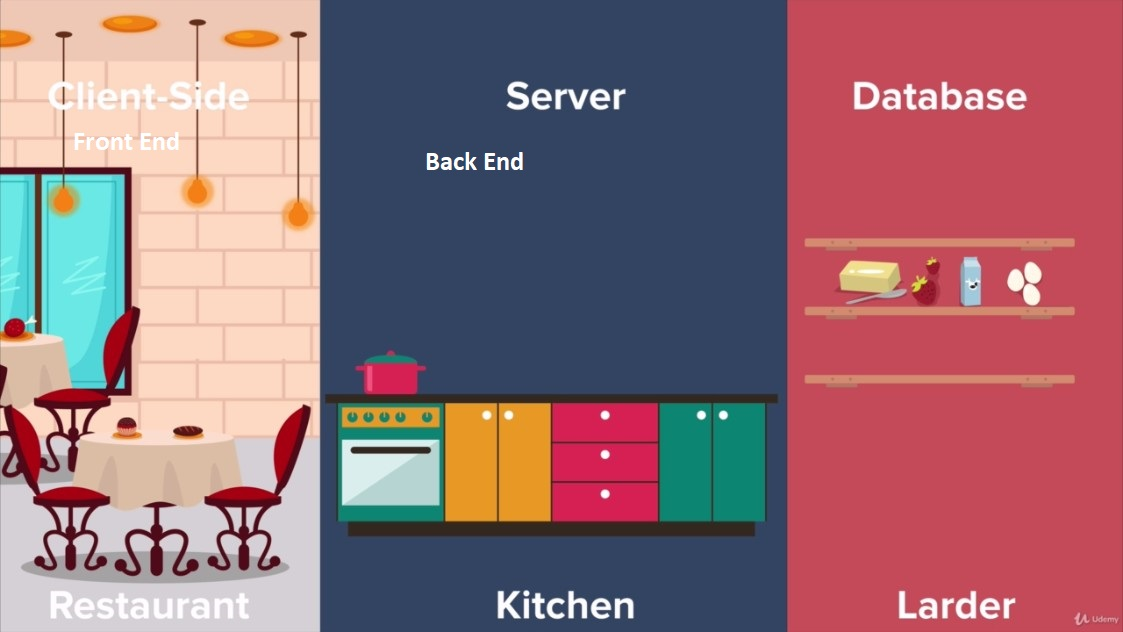 Client-Side
Front End
Restaurant
Server
Back End
Kitchen
Database
Larder
Udemy